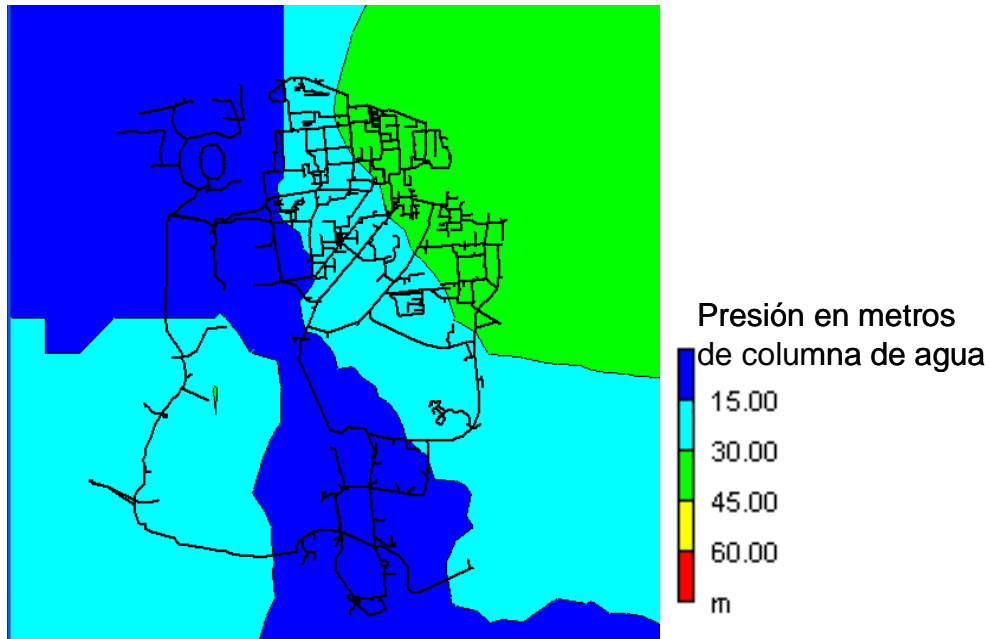 Presión en metros
de columna de agua
15.00
30.00
45.00
60.00
m